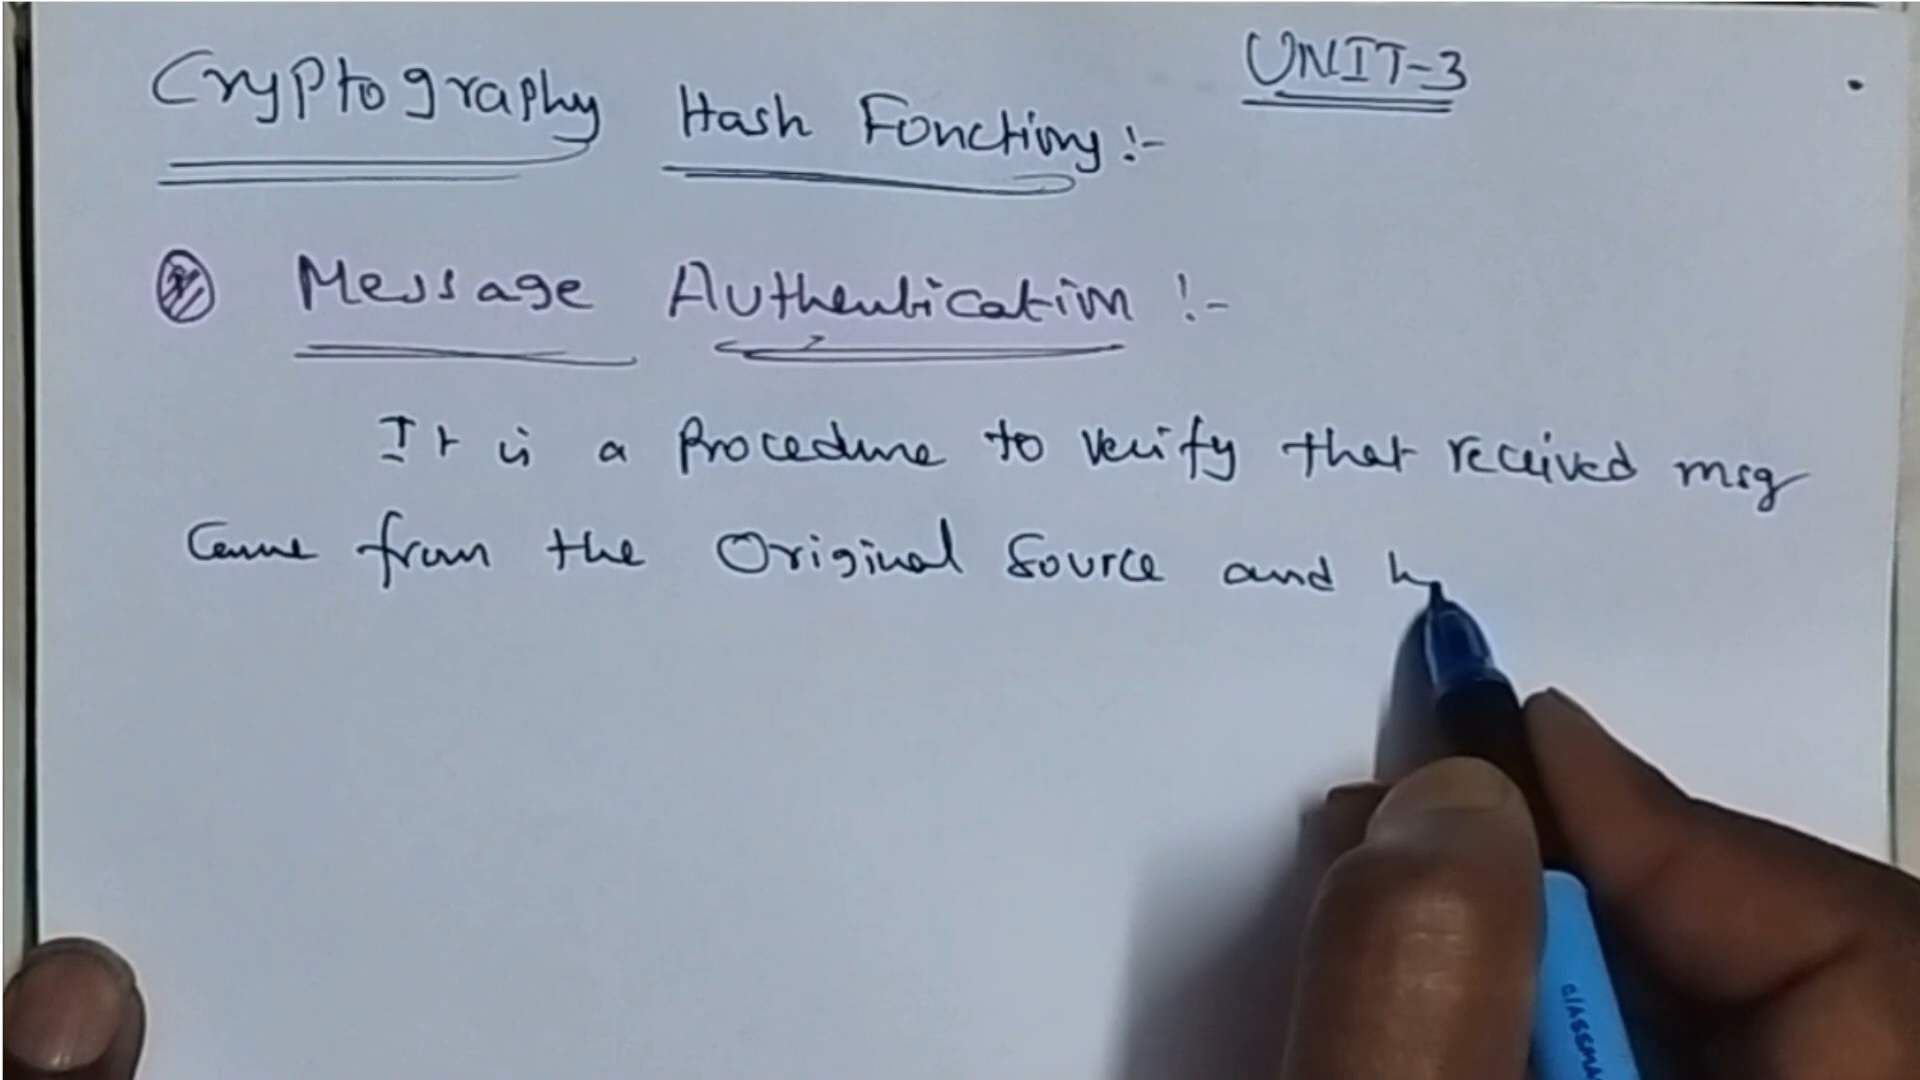 UNIT-3
Cryptography Hash Functions:-
Message Authentication :-
It is a Procedure to verify that received msg
came from the Original Source and h